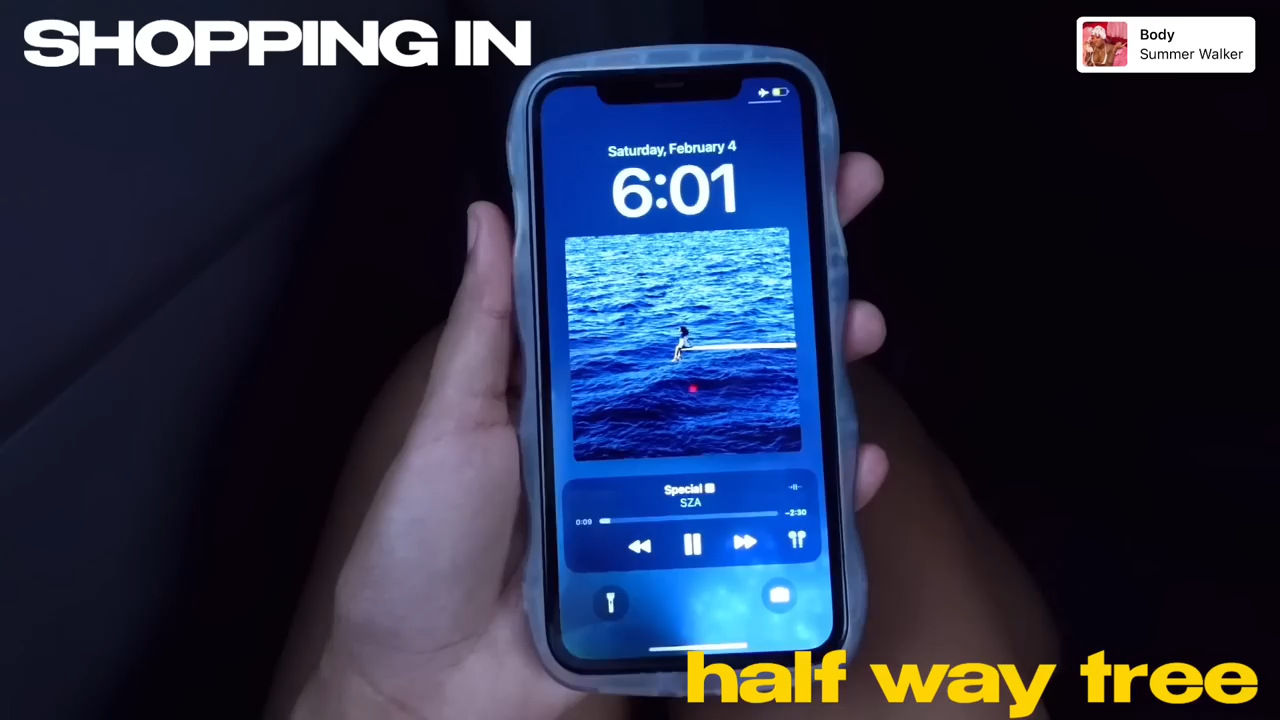 SHOPPING IN
Body
Summer Walker
Saturday, February 4
6:01
Special E
SZA
0:09
-2:30
half way tree